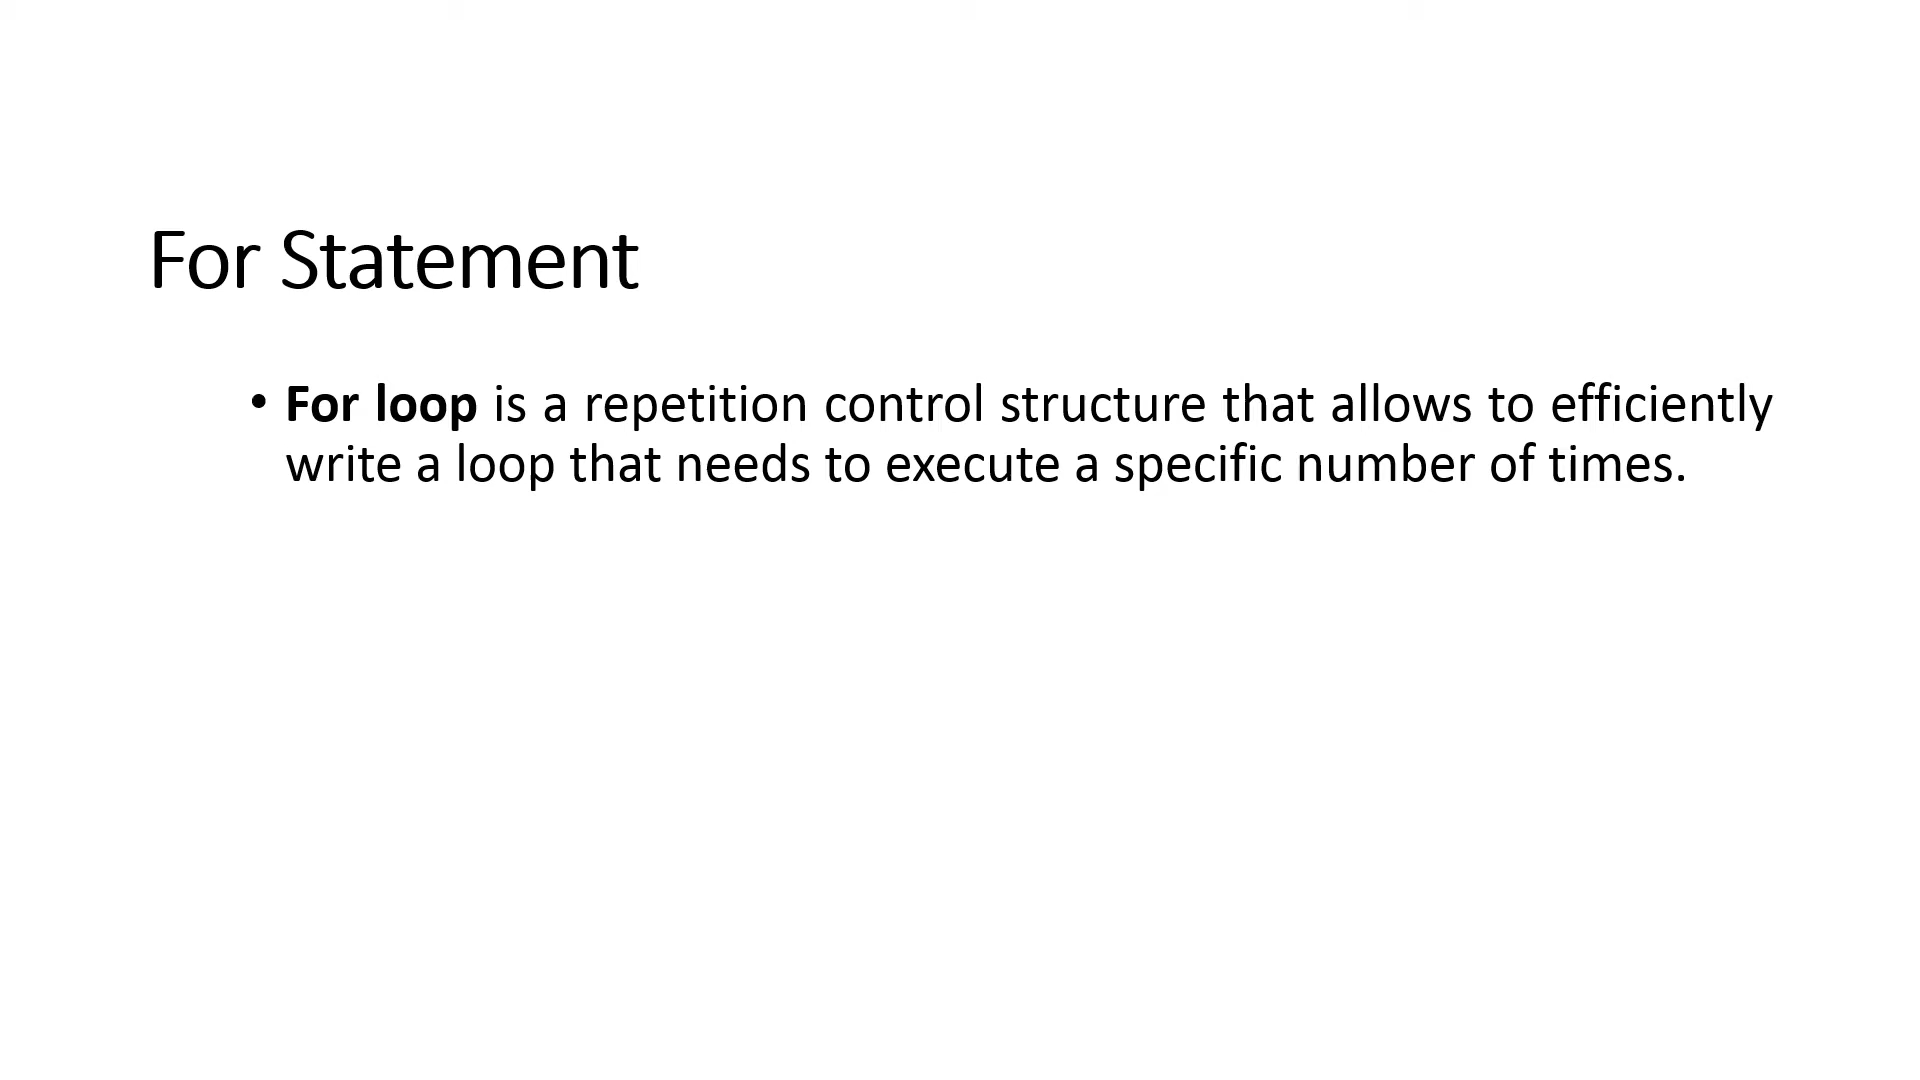 For Statement
• For loop is a repetition control structure that allows to efficiently
write a loop that needs to execute a specific number of times.